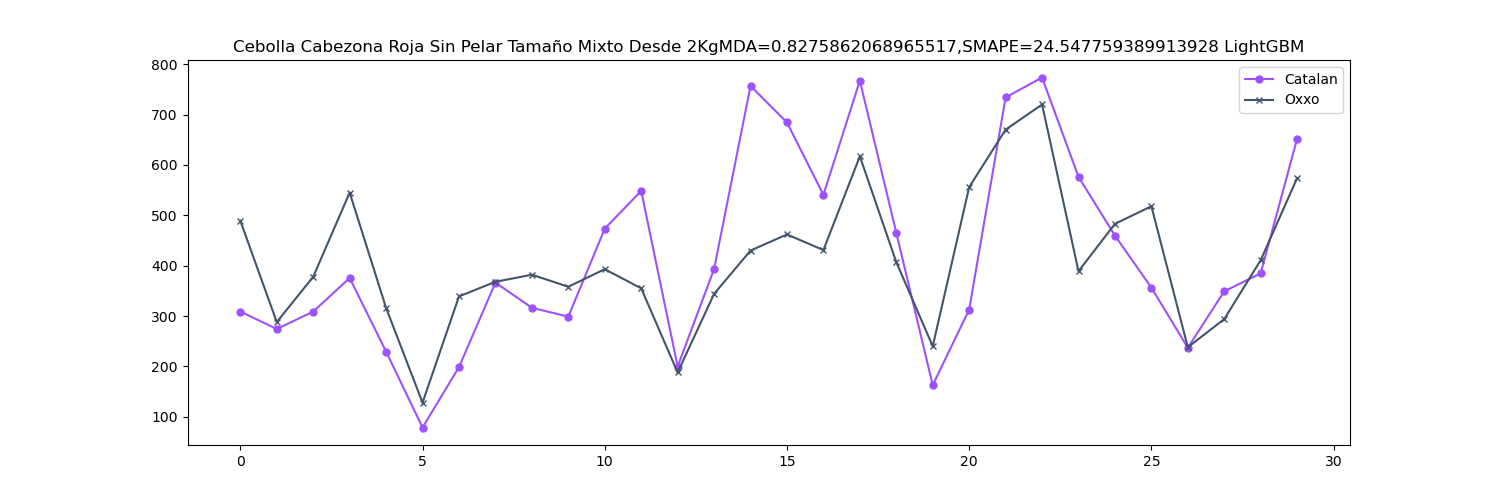 Cebolla Cabezona Roja Sin Pelar Tamaño Mixto Desde 2KgMDA=0.8275862068965517,SMAPE=24.547759389913928 LightGBM
800
700
600
500
400
300
200
100
Catalan
Oxxo
0 5 10 15 20 25 30